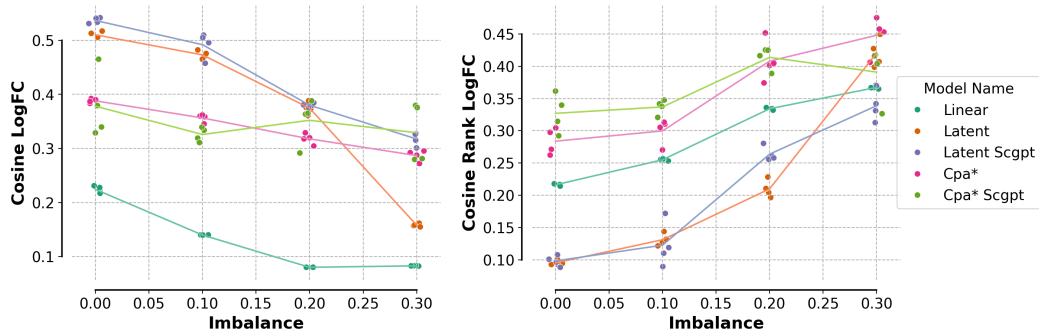 Cosine LogFC
0.5
0.4
0.3
0.2
0.1
0.00 0.05 0.10 0.15 0.20 0.25 0.30
Imbalance
Cosine Rank LogFC
0.45
0.40
0.35
0.30
0.25
0.20
0.15
0.10
0.00 0.05 0.10 0.15 0.20 0.25 0.30
Imbalance
Model Name
Linear
Latent
Latent Scgpt
Cpa*
Cpa* Scgpt